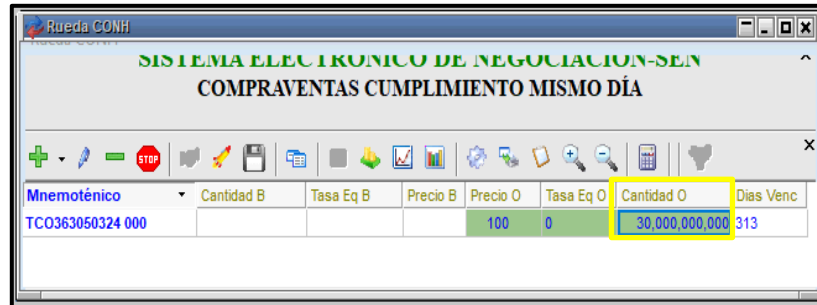 Rueda CONH
SISTEMA ELECTRONICO DE NEGOCIACION-SEN
COMPRAVENTAS CUMPLIMIENTO MISMO DÍA
STOP
Mnemoténico Cantidad B Tasa Eq B Precio B Precio O Tasa Eq O Cantidad O Dias Venc
TCO363050324 000 100 0 30,000,000,000 313